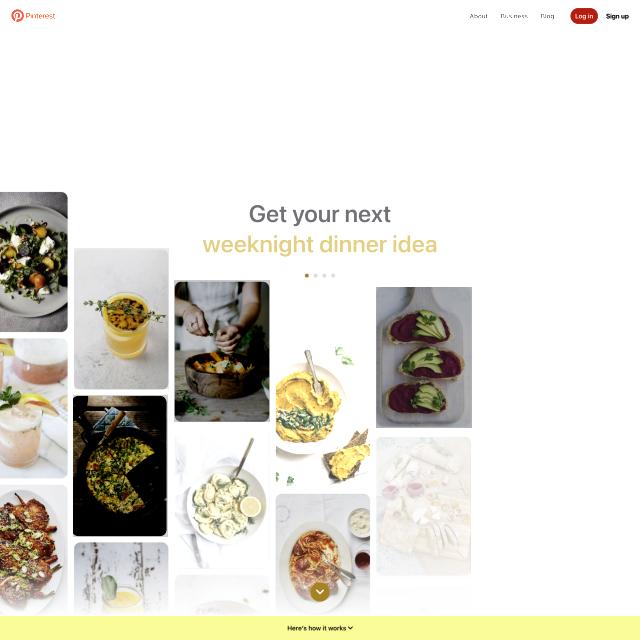 Pinterest
About Business Blog Log in Sign up
Get your next
weeknight dinner idea
Here's how it works